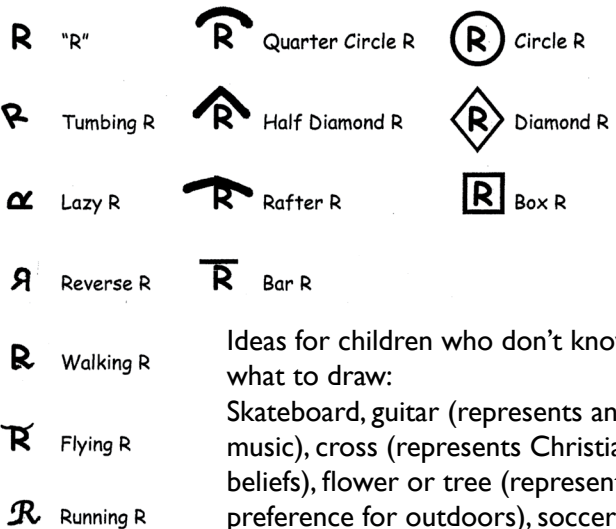 R "R"
R Quarter Circle R
R Circle R
R Tumbing R
R Half Diamond R
R Diamond R
R Lazy R
R Rafter R
R Box R
R Reverse R
R Bar R
R Walking R
R Flying R
R Running R
Ideas for children who don't know
what to draw:
Skateboard, guitar (represents an
music), cross (represents Christia
beliefs), flower or tree (represent
preference for outdoors), soccer